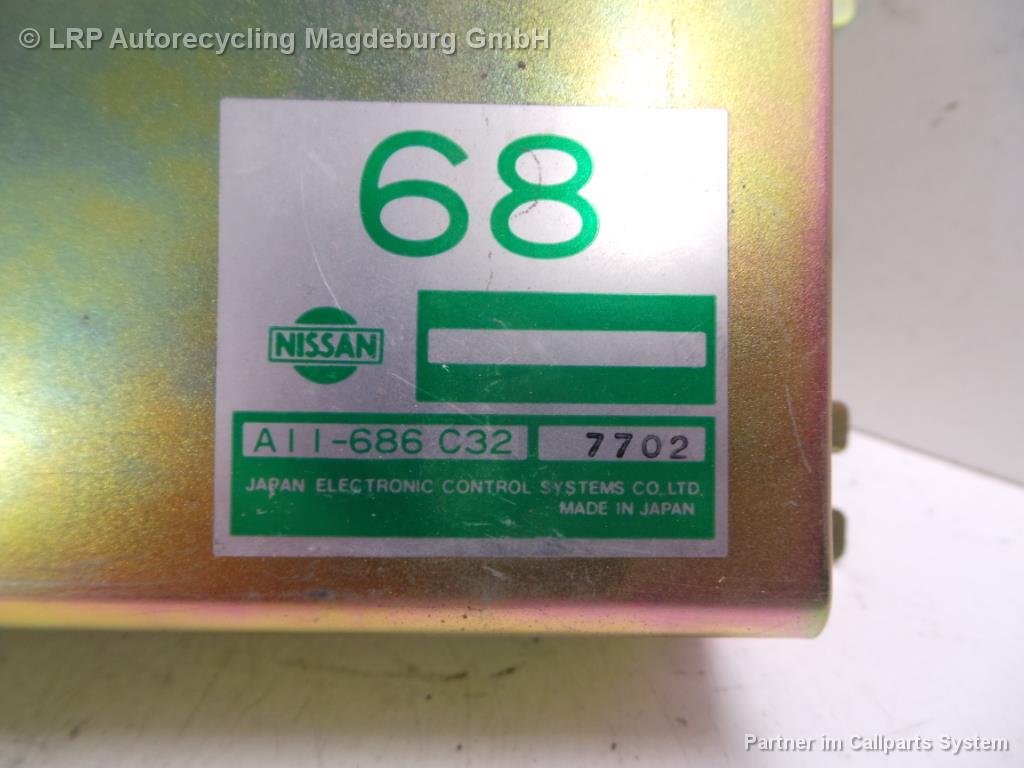 © LRP Autorecycling Magdeburg GmbH
68
NISSAN
A11-686 C32 7702
JAPAN ELECTRONIC CONTROL SYSTEMS CO., LTD.
MADE IN JAPAN
Partner im Callparts System